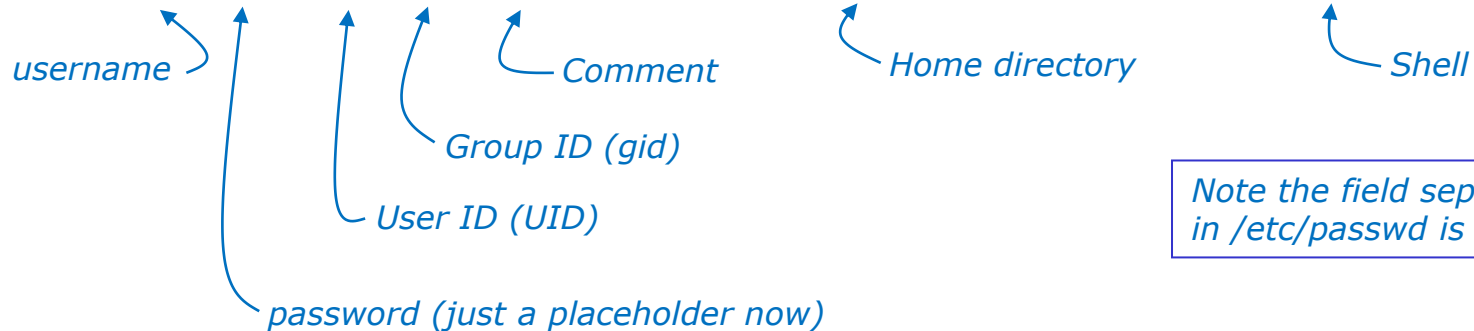 username
Comment
Home directory
Shell
Group ID (gid)
Note the field
in /etc/passwd is
User ID (UID)
password (just a placeholder now)